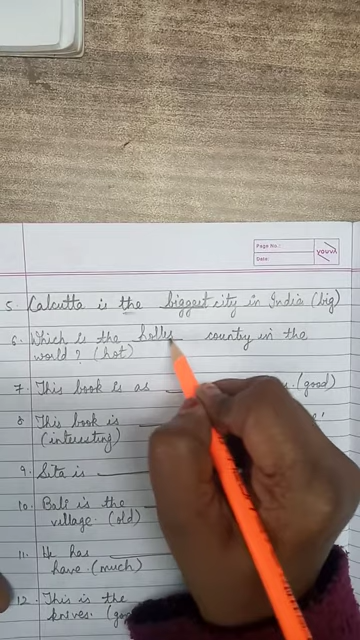 Page No.:
Date:
YOUVA
5. Calcutta is the biggest city in India (big)
6. Which is the hottes country in the
world? (hot)
7. This book is as (good)
8. This book is
(interesting)
9. Sita is
10. Bali is the
village. (old)
11. He has
have. (much)
12. This is the
knives.